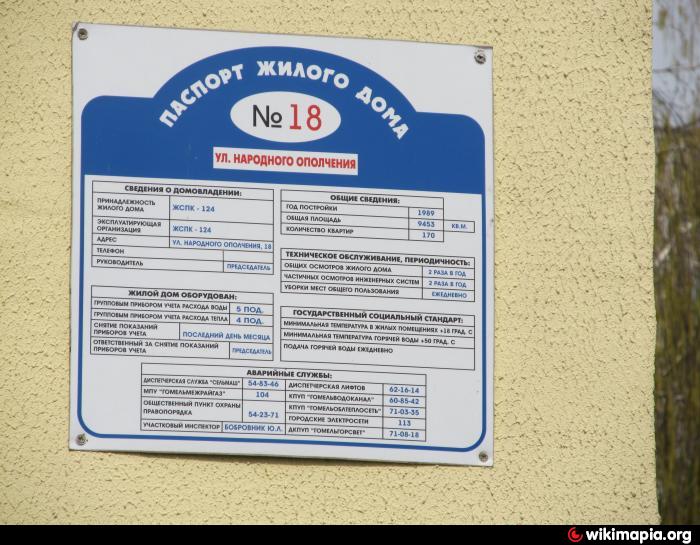 ПАСПОРТ ЖИЛОГО ДОМА
№ 18
УЛ. НАРОДНОГО ОПОЛЧЕНИЯ
СВЕДЕНИЯ О ДОМОВЛАДЕНИИ:
ПРИНАДЛЕЖНОСТЬ
ЖИЛОГО ДОМА
ЖСПК - 124
ЭКСПЛУАТИРУЮЩАЯ
ОРГАНИЗАЦИЯ
ЖСПК - 124
АДРЕС УЛ. НАРОДНОГО ОПОЛЧЕНИЯ, 18
ТЕЛЕФОН
РУКОВОДИТЕЛЬ ПРЕДСЕДАТЕЛЬ
ОБЩИЕ СВЕДЕНИЯ:
ГОД ПОСТРОЙКИ 1989
ОБЩАЯ ПЛОЩАДЬ 9453 КВ.М.
КОЛИЧЕСТВО КВАРТИР 170
ТЕХНИЧЕСКОЕ ОБСЛУЖИВАНИЕ, ПЕРИОДИЧНОСТЬ:
ОБЩИХ ОСМОТРОВ ЖИЛОГО ДОМА 2 РАЗА В ГОД
ЧАСТИЧНЫХ ОСМОТРОВ ИНЖЕНЕРНЫХ СИСТЕМ 2 РАЗА В ГОД
УБОРКИ МЕСТ ОБЩЕГО ПОЛЬЗОВАНИЯ ЕЖЕДНЕВНО
ЖИЛОЙ ДОМ ОБОРУДОВАН:
ГРУППОВЫМ ПРИБОРОМ УЧЕТА РАСХОДА ВОДЫ 5 ПОД.
ГРУППОВЫМ ПРИБОРОМ УЧЕТА РАСХОДА ТЕПЛА 4 ПОД.
СНЯТИЕ ПОКАЗАНИЙ
ПРИБОРОВ УЧЕТА
ПОСЛЕДНИЙ ДЕНЬ МЕСЯЦА
ОТВЕТСТВЕННЫЙ ЗА СНЯТИЕ ПОКАЗАНИЙ
ПРИБОРОВ УЧЕТА
ПРЕДСЕДАТЕЛЬ
ГОСУДАРСТВЕННЫЙ СОЦИАЛЬНЫЙ СТАНДАРТ:
МИНИМАЛЬНАЯ ТЕМПЕРАТУРА В ЖИЛЫХ ПОМЕЩЕНИЯХ +18 ГРАД. С
МИНИМАЛЬНАЯ ТЕМПЕРАТУРА ГОРЯЧЕЙ ВОДЫ +50 ГРАД. С
ПОДАЧА ГОРЯЧЕЙ ВОДЫ ЕЖЕДНЕВНО
АВАРИЙНЫЕ СЛУЖБЫ:
ДИСПЕТЧЕРСКАЯ СЛУЖБА "СЕЛЬМАШ" 54-83-46
МПУ "ГОМЕЛЬМЕЖРАЙГАЗ" 104
ОБЩЕСТВЕННЫЙ ПУНКТ ОХРАНЫ
ПРАВОПОРЯДКА 54-23-71
УЧАСТКОВЫЙ ИНСПЕКТОР БОБРОВНИК Ю.Л.
ДИСПЕТЧЕРСКАЯ ЛИФТОВ 62-16-14
КПУП "ГОМЕЛЬВОДОКАНАЛ" 60-85-42
КПУП "ГОМЕЛЬОБЛТЕПЛОСЕТЬ" 71-03-35
ГОРОДСКИЕ ЭЛЕКТРОСЕТИ 113
ДКПУП "ГОМЕЛЬГОРСВЕТ" 71-08-18
wikimapia.org